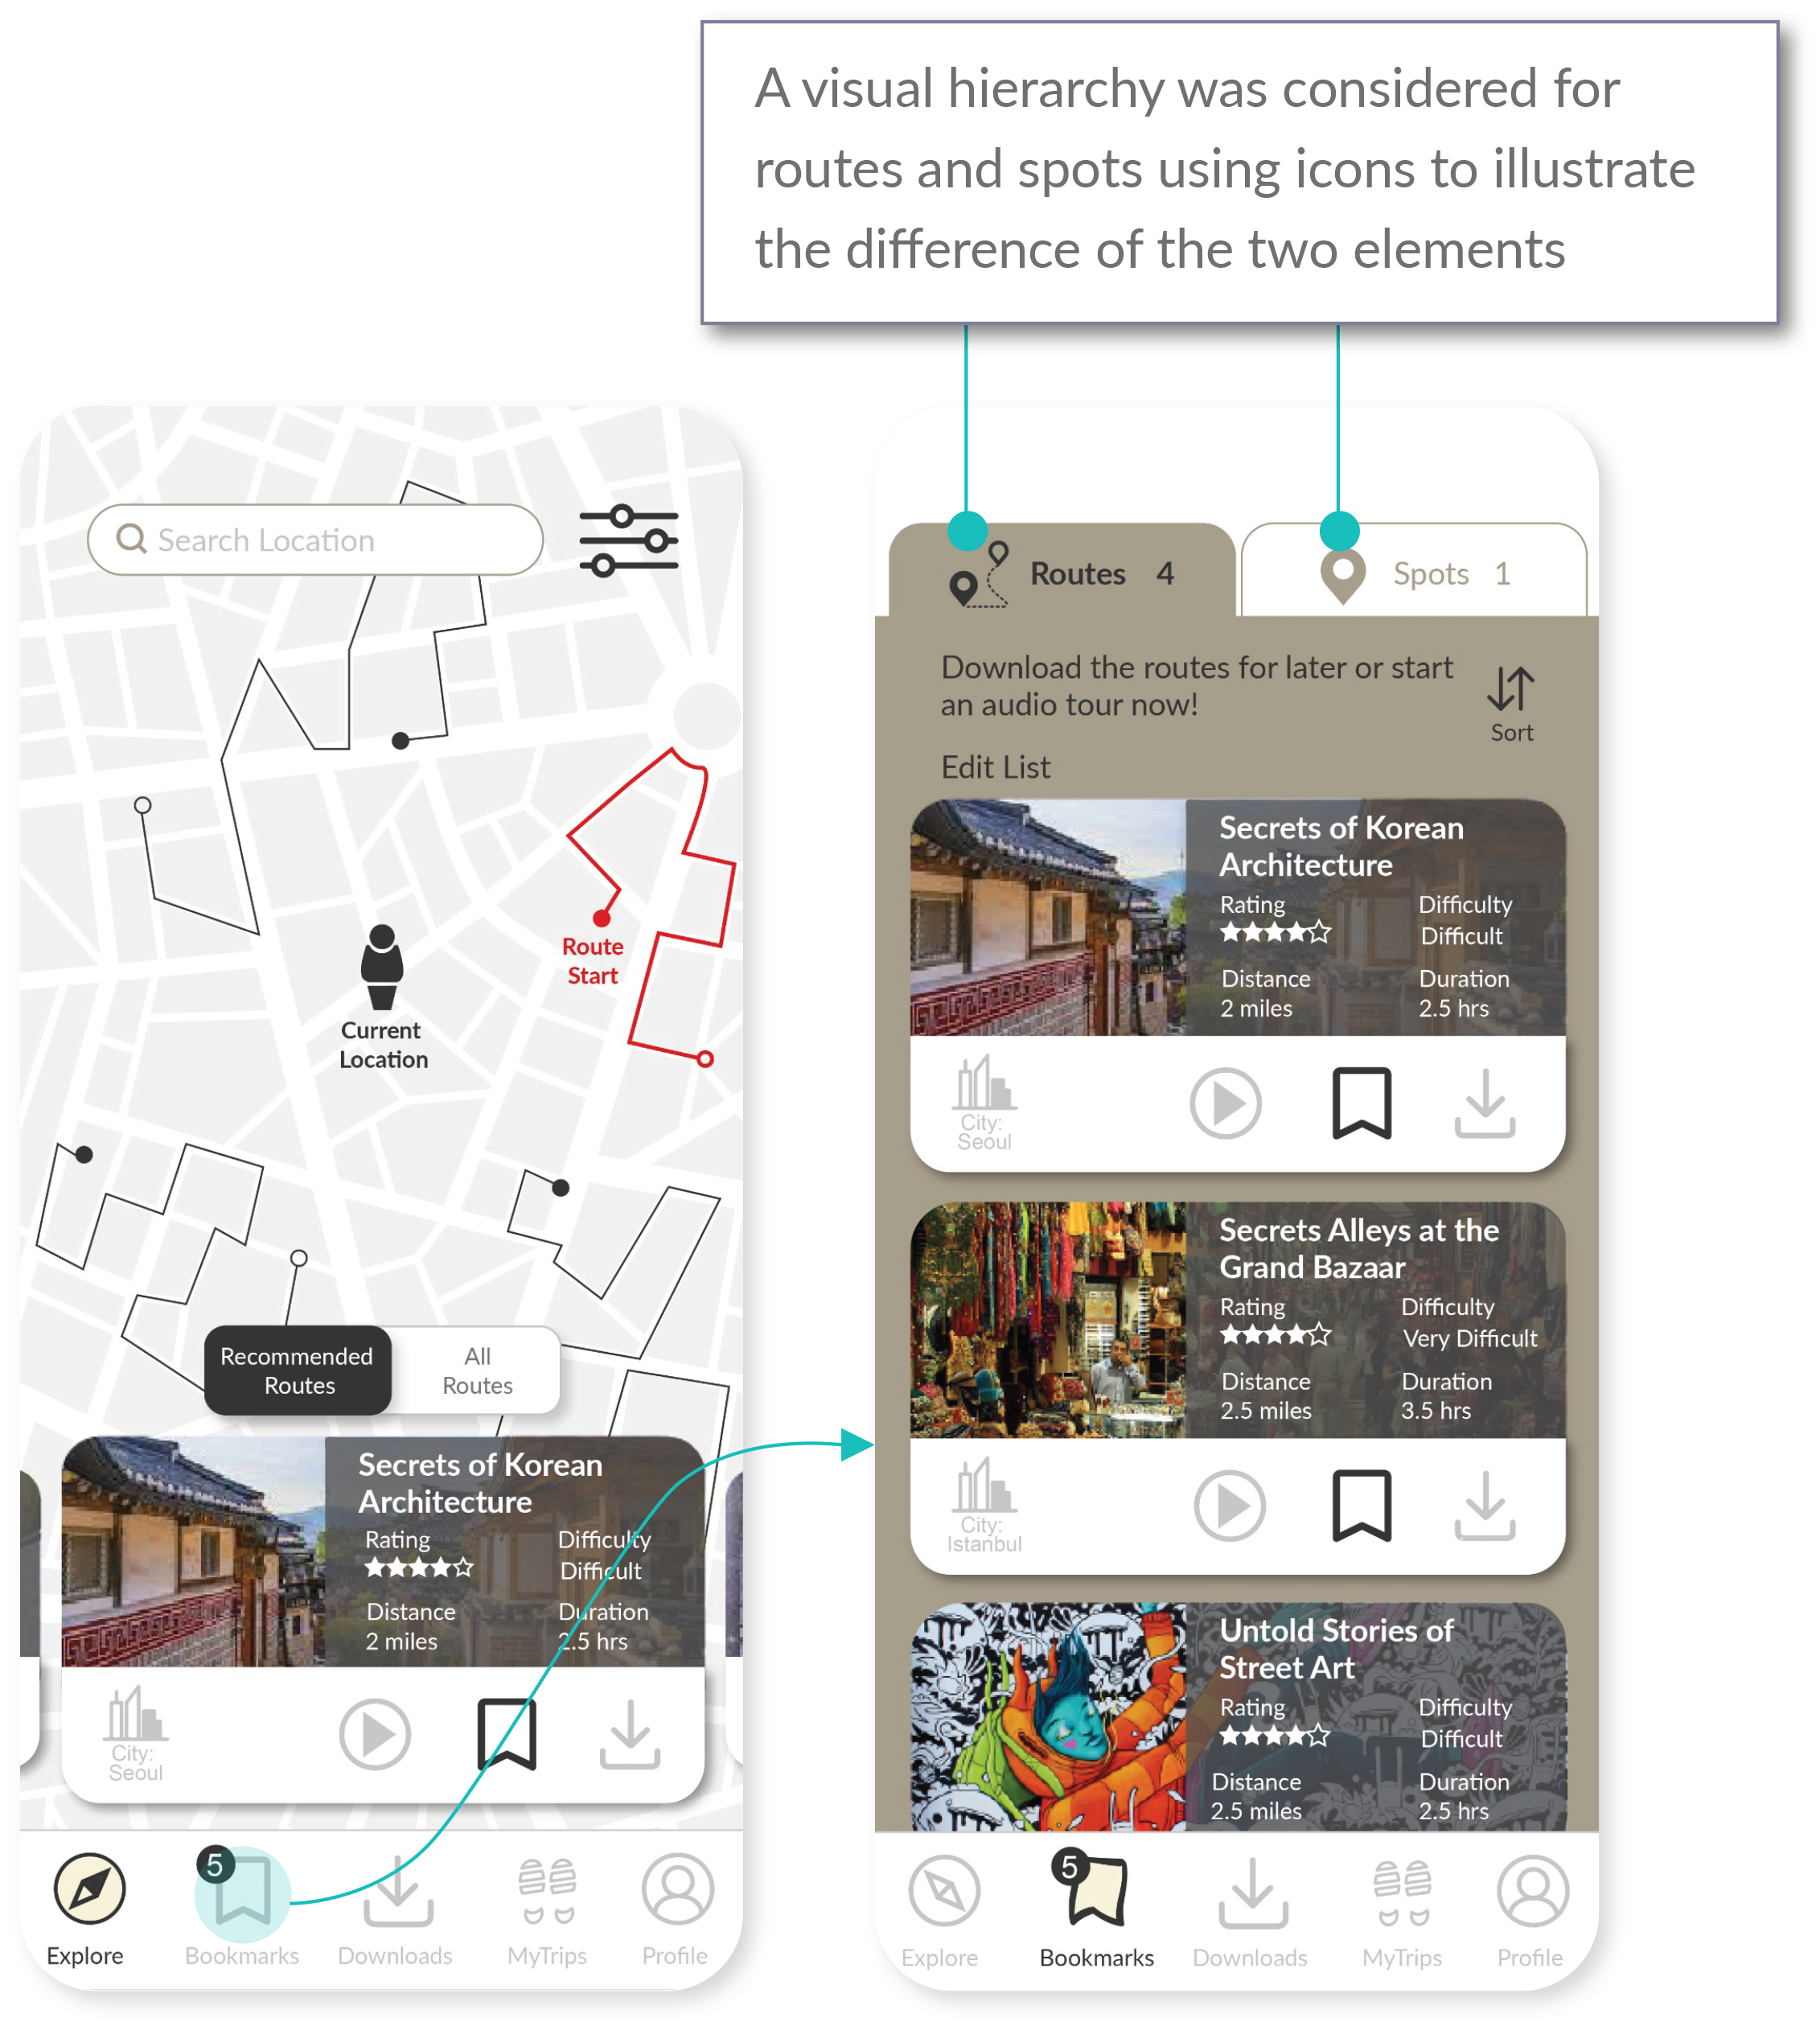 A visual hierarchy was considered for
routes and spots using icons to illustrate
the difference of the two elements
Search Location
Route
Start
Current
Location
Recommended
Routes
All
Routes
Secrets of Korean
Architecture
Rating
Difficulty
Difficult
Distance
2 miles
Duration
2.5 hrs
City:
Seoul
5
Explore
Bookmarks
Downloads
MyTrips
Profile
Routes 4
Spots 1
Download the routes for later or start
an audio tour now!
Sort
Edit List
Secrets of Korean
Architecture
Rating
Difficulty
Difficult
Distance
2 miles
Duration
2.5 hrs
City:
Seoul
Secrets Alleys at the
Grand Bazaar
Rating
Difficulty
Very Difficult
Distance
2.5 miles
Duration
3.5 hrs
City:
Istanbul
Untold Stories of
Street Art
Rating
Difficulty
Difficult
Distance
2.5 miles
Duration
2.5 hrs
5
Explore
Bookmarks
Downloads
MyTrips
Profile